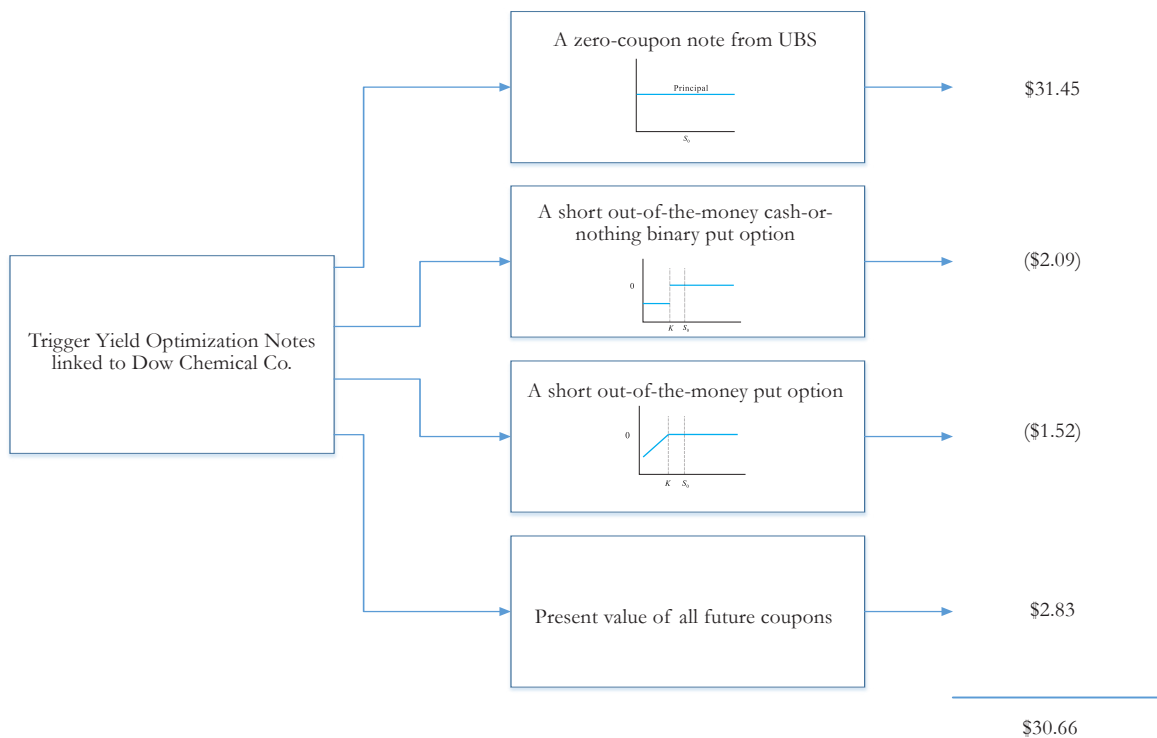 A zero-coupon note from UBS
Principal
S0
$31.45
A short out-of-the-money cash-or-
nothing binary put option
0
K S0
($2.09)
Trigger Yield Optimization Notes
linked to Dow Chemical Co.
A short out-of-the-money put option
0
K S0
($1.52)
Present value of all future coupons
$2.83
$30.66